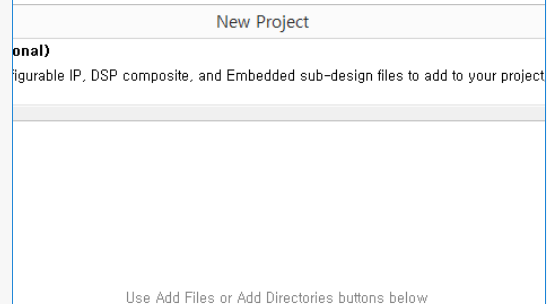 New Project
onal)
igurable IP, DSP composite, and Embedded sub-design files to add to your project
Use Add Files or Add Directories buttons below